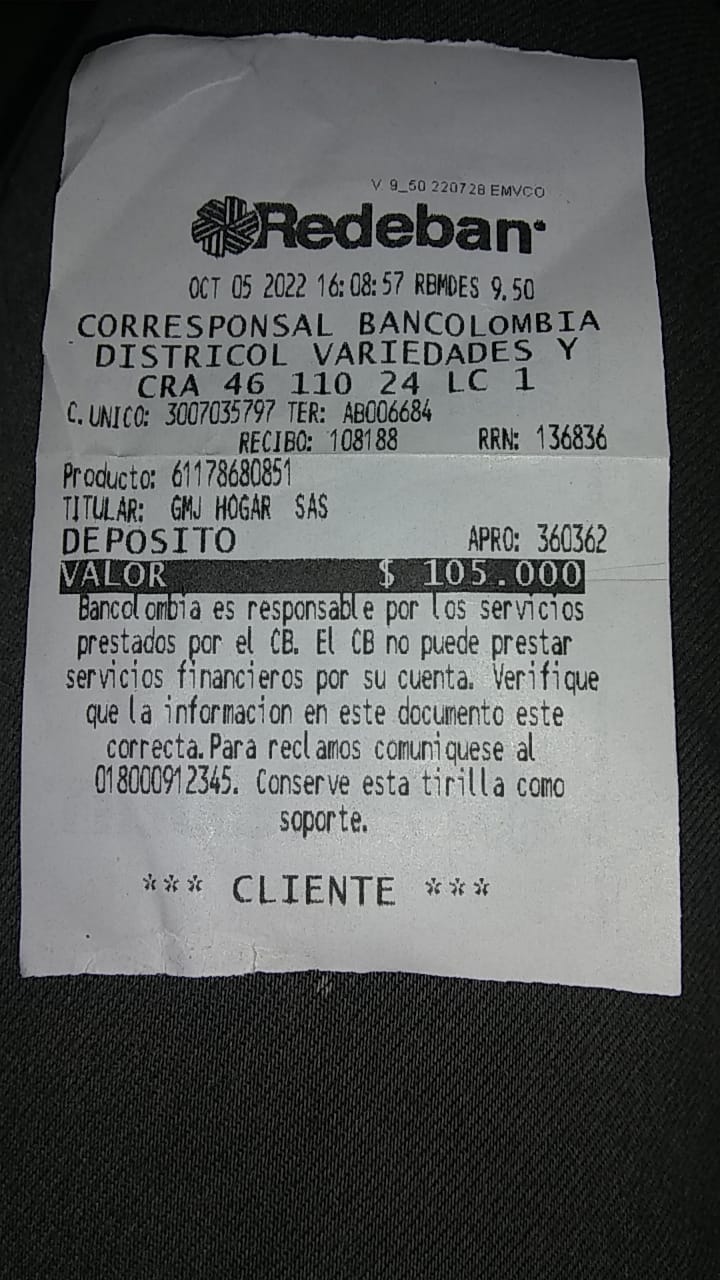 V 9_50 220728 EMVCO
Redeban
OCT 05 2022 16:08:57 RBMDES 9.50
CORRESPONSAL BANCOLOMBIA
DISTRICOL VARIEDADES Y
CRA 46 110 24 LC 1
C. UNICO: 3007035797 TER: AB006684
RECIBO: 108188 RRN: 136836
Producto: 61178680851
TITULAR: GMJ HOGAR SAS
DEPOSITO APRO: 360362
VALOR $ 105.000
Bancolombia es responsable por los servicios
prestados por el CB. El CB no puede prestar
servicios financieros por su cuenta. Verifique
que la informacion en este documento este
correcta. Para reclamos comuniquese al
018000912345. Conserve esta tirilla como
soporte.
*** CLIENTE ***